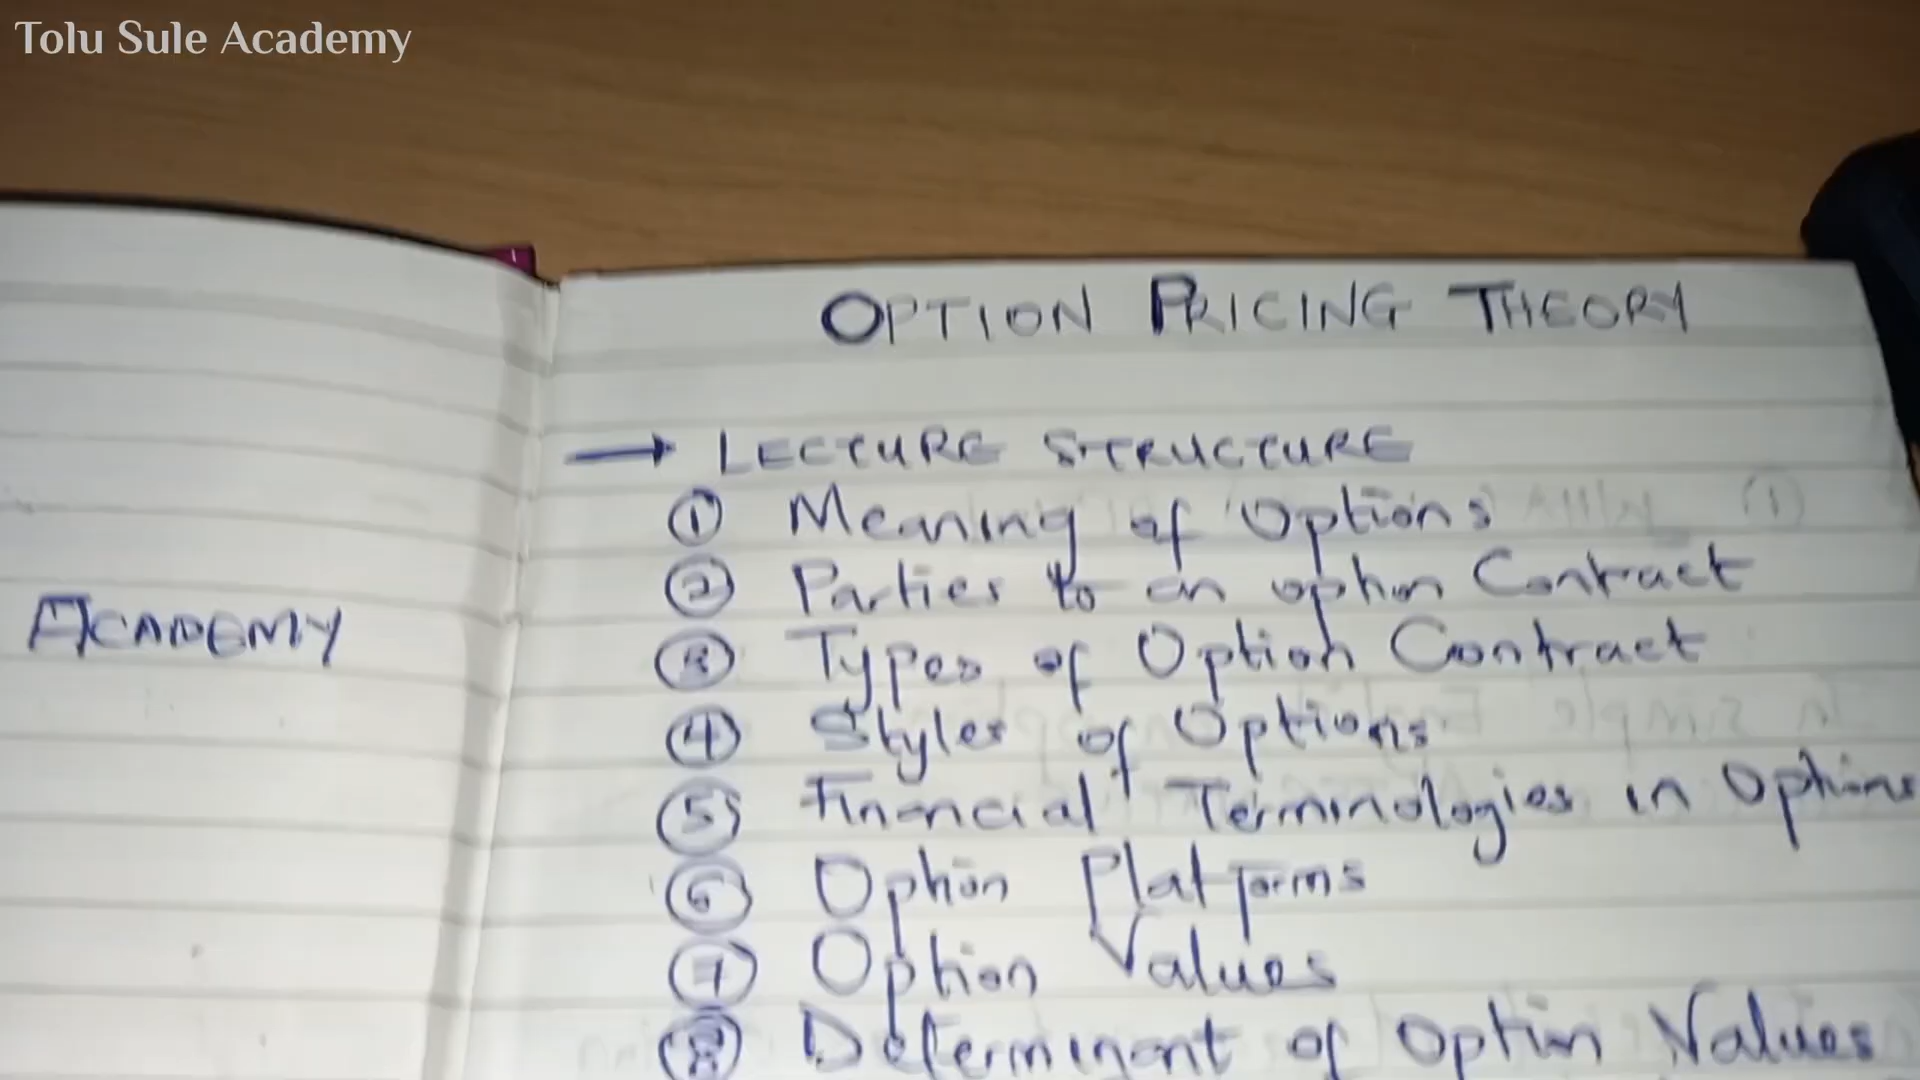 Tolu Sule Academy
ACADEMY
OPTION PRICING THEORY
→ LECTURE STRUCTURE
① Meaning of Options
② Parties to an option Contract
③ Types of Option Contract
④ Styles of Options
⑤ Financial Terminologies in Options
⑥ Option Platforms
⑦ Option Values
⑧ Determinant of Option Values